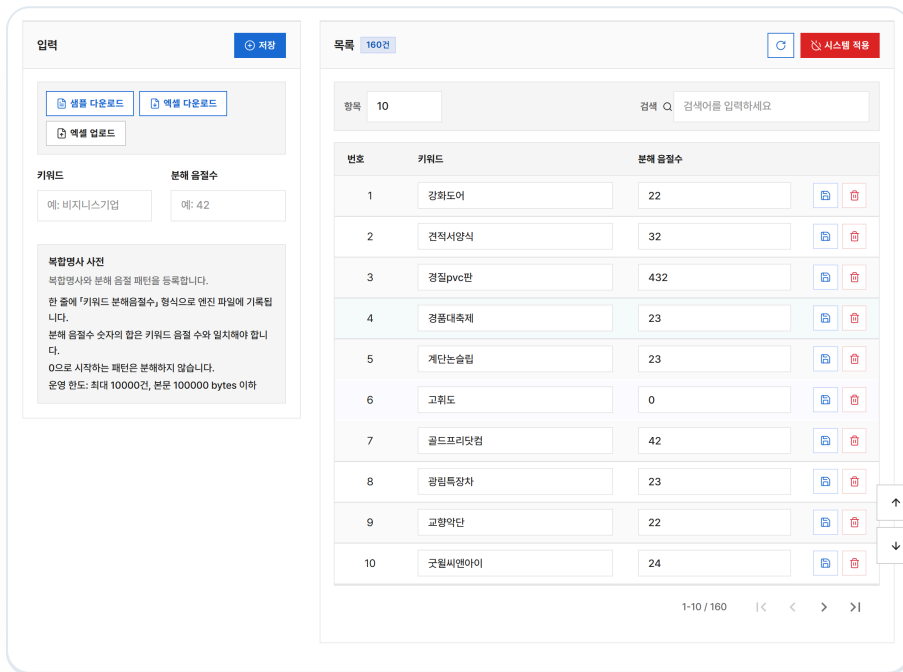 입력
저장
샘플 다운로드
엑셀 다운로드
엑셀 업로드
키워드
분해 음절수
예: 비지니스기업
예: 42
복합명사 사전
복합명사와 분해 음절 패턴을 등록합니다.
한 줄에 「키워드 분해음절수」 형식으로 엔진 파일에 기록됩
니다.
분해 음절수 숫자의 합은 키워드 음절 수와 일치해야 합니
다.
0으로 시작하는 패턴은 분해하지 않습니다.
운영 한도: 최대 10000건, 본문 100000 bytes 이하
목록 160건
시스템 적용
항목 10
검색 검색어를 입력하세요
번호 키워드 분해 음절수
1 강화도어 22
2 견적서양식 32
3 경질pvc판 432
4 경품대축제 23
5 계단논슬립 23
6 고휘도 0
7 골드프리닷컴 42
8 광림특장차 23
9 교향악단 22
10 굿윌씨앤아이 24
1-10 / 160